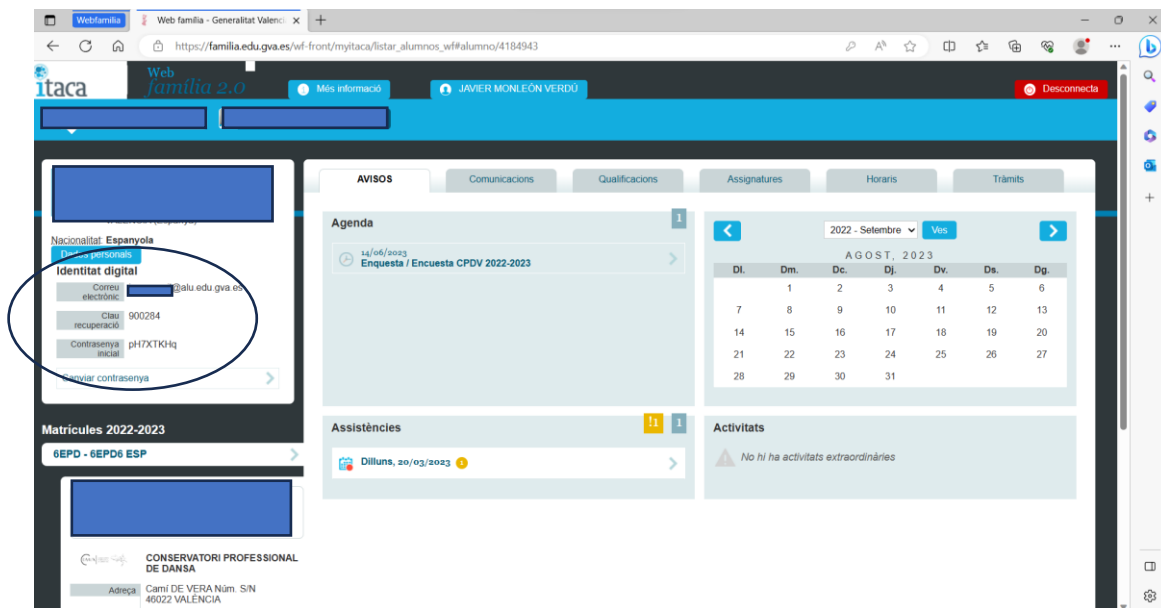 Webfamilia
Web família - Generalitat Valenci
https://familia.edu.gva.es/wf-front/myitaca/listar_alumnos_wf#alumno/4184943
itaca
Web
família 2.0
Més informació
JAVIER MONLEÓN VERDÚ
Desconnecta
Nacionalitat Espanyola
Dades personals
Identitat digital
Correu electrònic
@alu.edu.gva.es
Clau recuperació
900284
Contrasenya inicial
pH7XTKHq
Canviar contrasenya
Matrícules 2022-2023
6EPD - 6EPD6 ESP
CONSERVATORI PROFESSIONAL
DE DANSA
Adreça
Camí DE VERA Núm. S/N
46022 VALÈNCIA
AVISOS
Comunicacions
Qualificacions
Assignatures
Horaris
Tràmits
Agenda
1
14/06/2023
Enquesta / Encuesta CPDV 2022-2023
2022 - Setembre
Ves
AGOST, 2023
Dl. Dm. Dc. Dj. Dv. Ds. Dg.
1 2 3 4 5 6
7 8 9 10 11 12 13
14 15 16 17 18 19 20
21 22 23 24 25 26 27
28 29 30 31
Assistències
!1
1
Dilluns, 20/03/2023
Activitats
No hi ha activitats extraordinàries